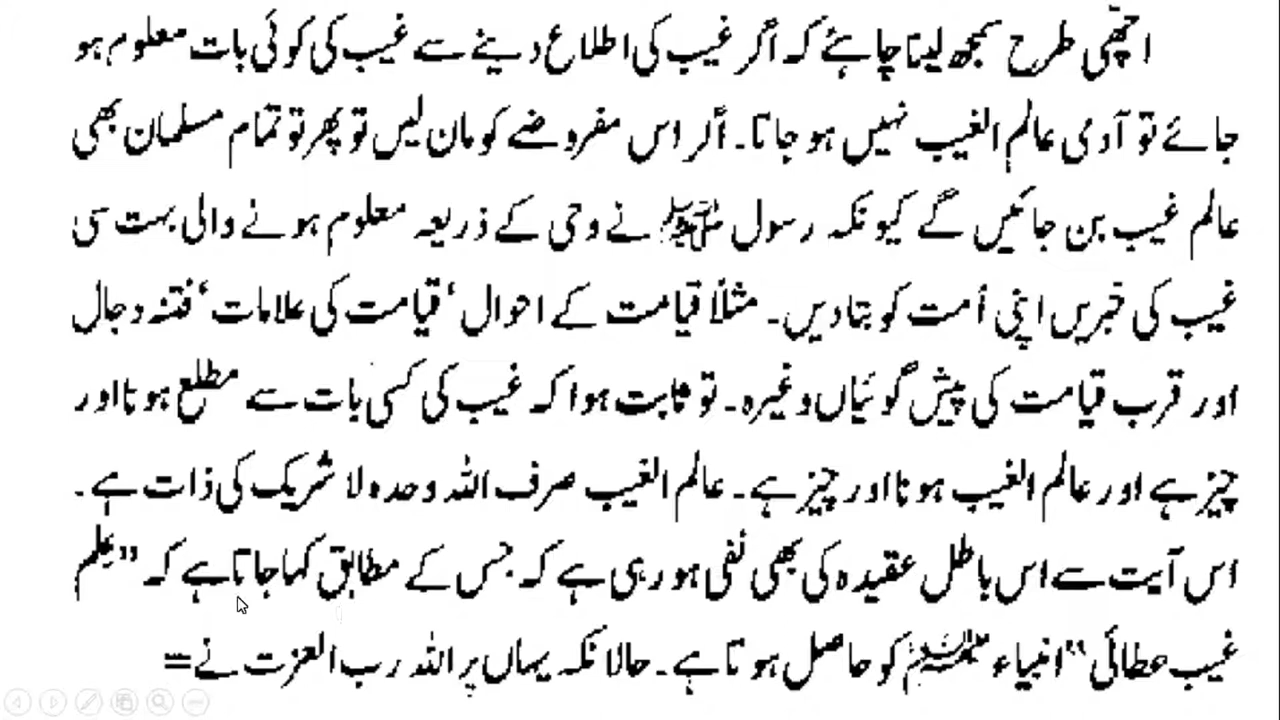 اچھی طرح سمجھ لینا چاہئے کہ اگر غیب کی اطلاع دینے سے غیب کی کوئی بات معلوم ہو
جائے تو آدمی عالم الغیب نہیں ہو جاتا۔ اگر اس مفروضے کو مان لیں تو پھر تو تمام مسلمان بھی
عالم غیب بن جائیں گے کیونکہ رسول ﷺ نے وحی کے ذریعہ معلوم ہونے والی بہت سی
غیب کی خبریں اپنی اُمت کو بتا دیں۔ مثلاً قیامت کے احوال‘ قیامت کی علامات‘ فتنہ دجال
اور قرب قیامت کی پیش گوئیاں وغیرہ۔ تو ثابت ہوا کہ غیب کی کسی بات سے مطلع ہونا اور
چیز ہے اور عالم الغیب ہونا اور چیز ہے۔ عالم الغیب صرف اللہ وحدہ لا شریک کی ذات ہے۔
اس آیت سے اس باطل عقیدہ کی بھی نفی ہو رہی ہے کہ جس کے مطابق کہا جاتا ہے کہ ”عِلم
غیب عطائی“ انبیاء کو حاصل ہوتا ہے۔ حالانکہ یہاں پر اللہ رب العزت نے =